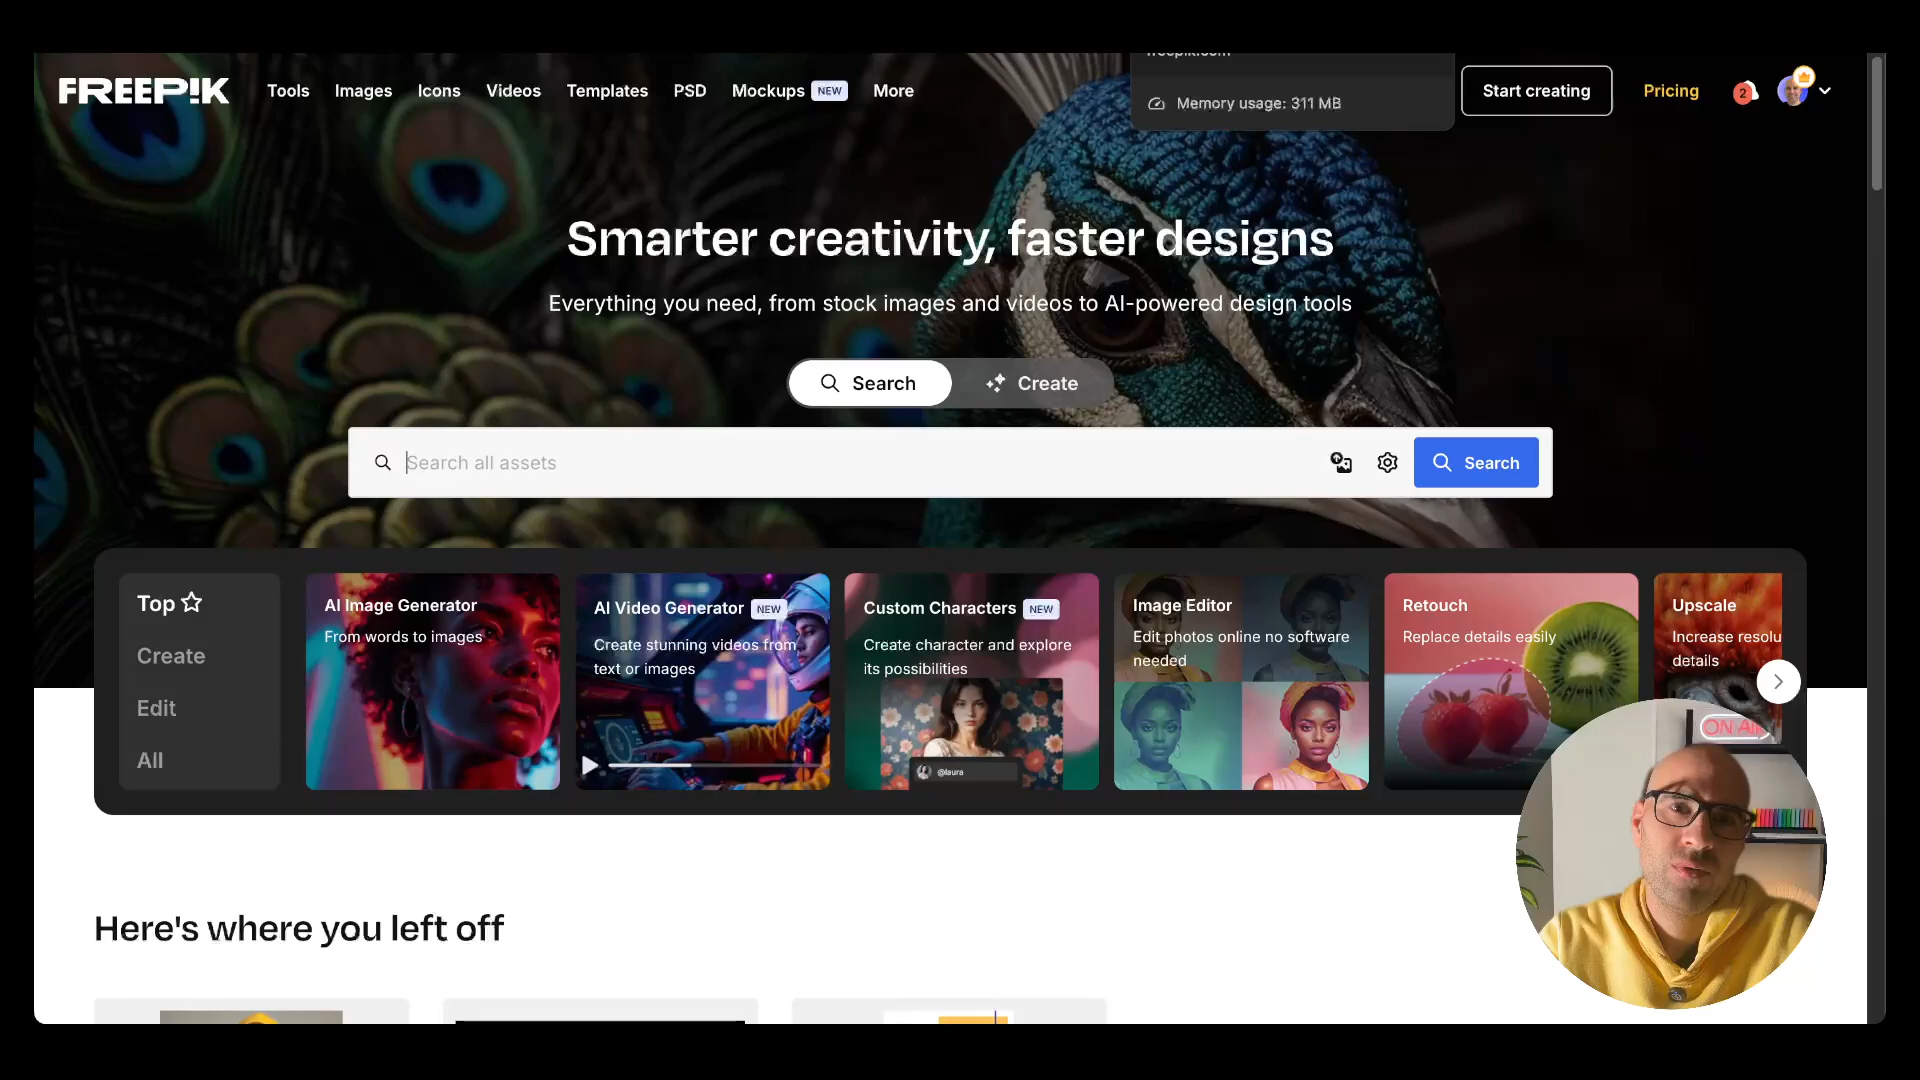 FREEPIK
Tools
Images
Icons
Videos
Templates
PSD
Mockups NEW
More
Memory usage: 311 MB
Start creating
Pricing
2
Smarter creativity, faster designs
Everything you need, from stock images and videos to AI-powered design tools
Search
Create
Search all assets
Search
Top
Create
Edit
All
AI Image Generator
From words to images
AI Video Generator NEW
Create stunning videos from
text or images
Custom Characters NEW
Create character and explore
its possibilities
@laura
Image Editor
Edit photos online no software
needed
Retouch
Replace details easily
Upscale
Increase resolu
details
ON AIR
Here's where you left off